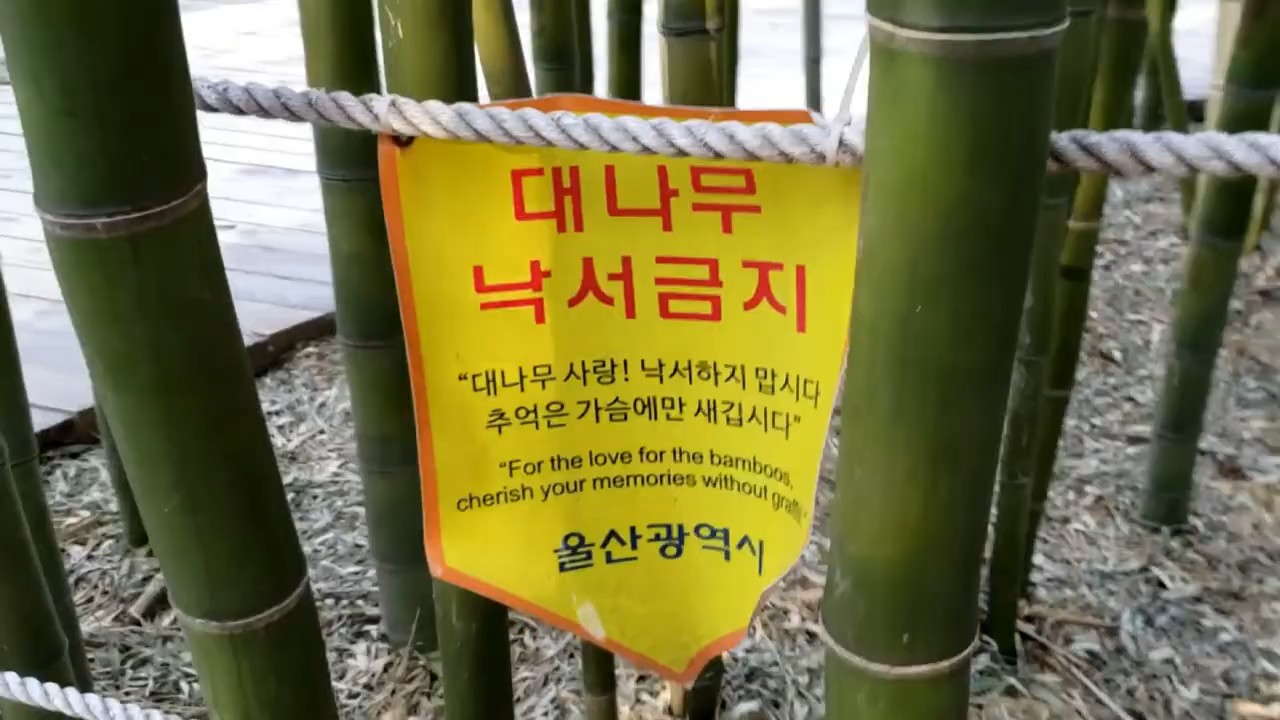 대나무
낙서금지
“대나무 사랑! 낙서하지 맙시다
추억은 가슴에만 새깁시다”
“For the love for the bamboos,
cherish your memories without
울산광역시